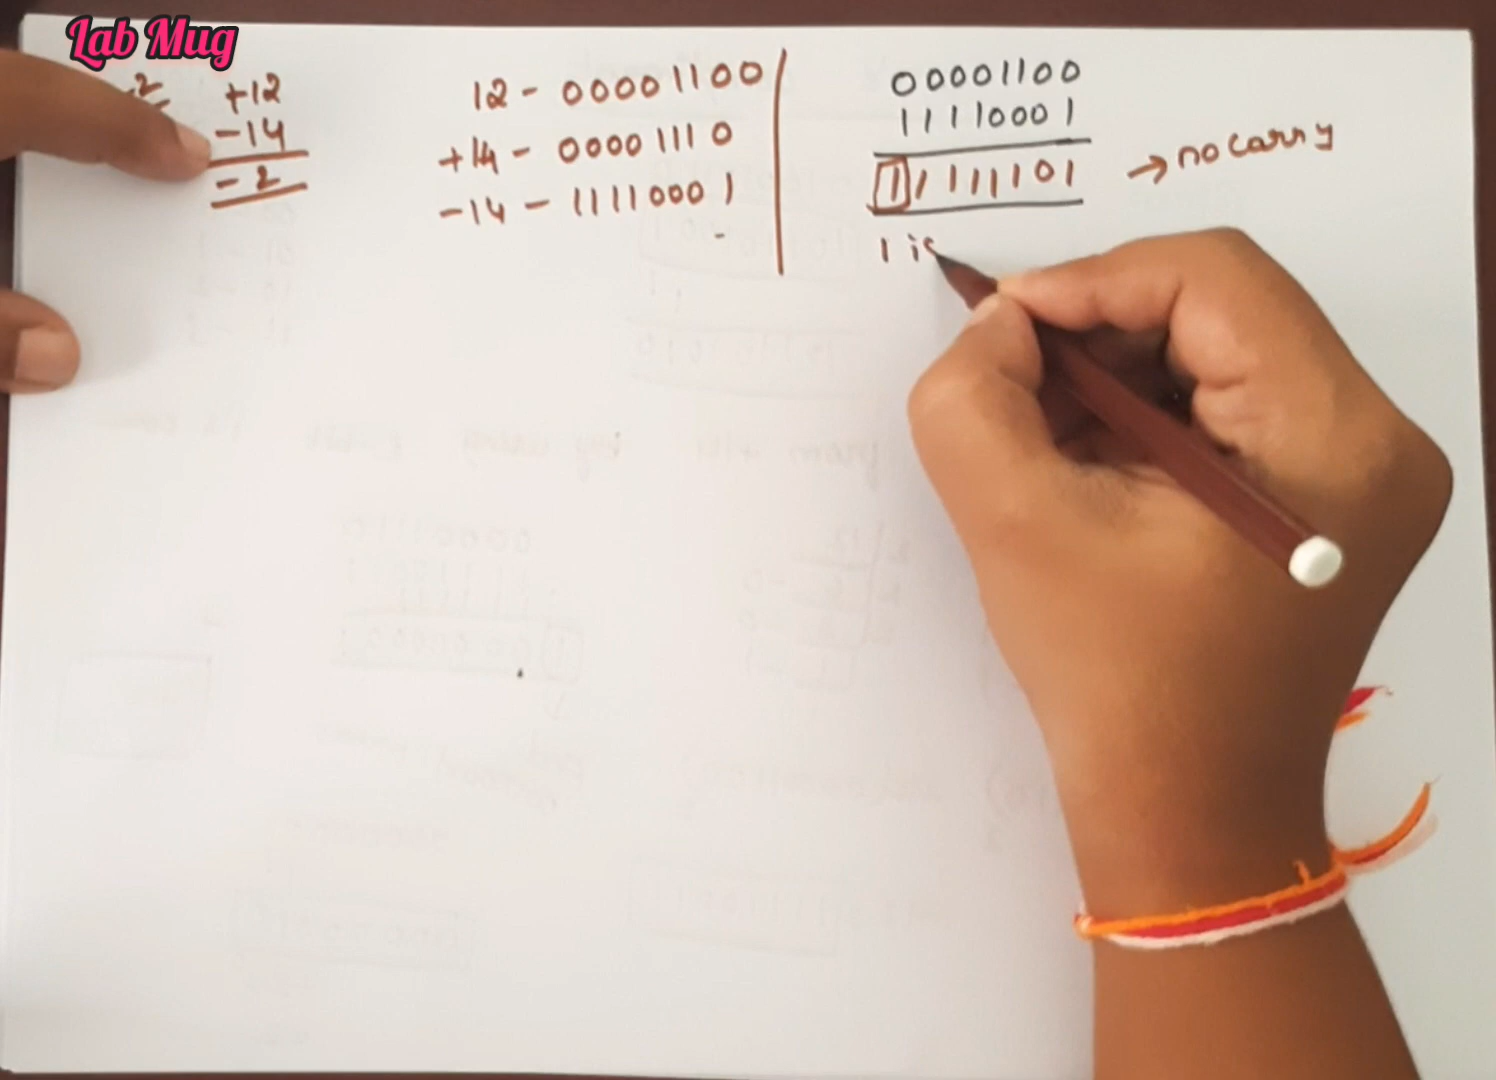 Lab Mug
+12
-14
-2
12 - 00001100
+14 - 00001110
-14 - 11110001
00001100
11110001
11111101 → no carry
1 is